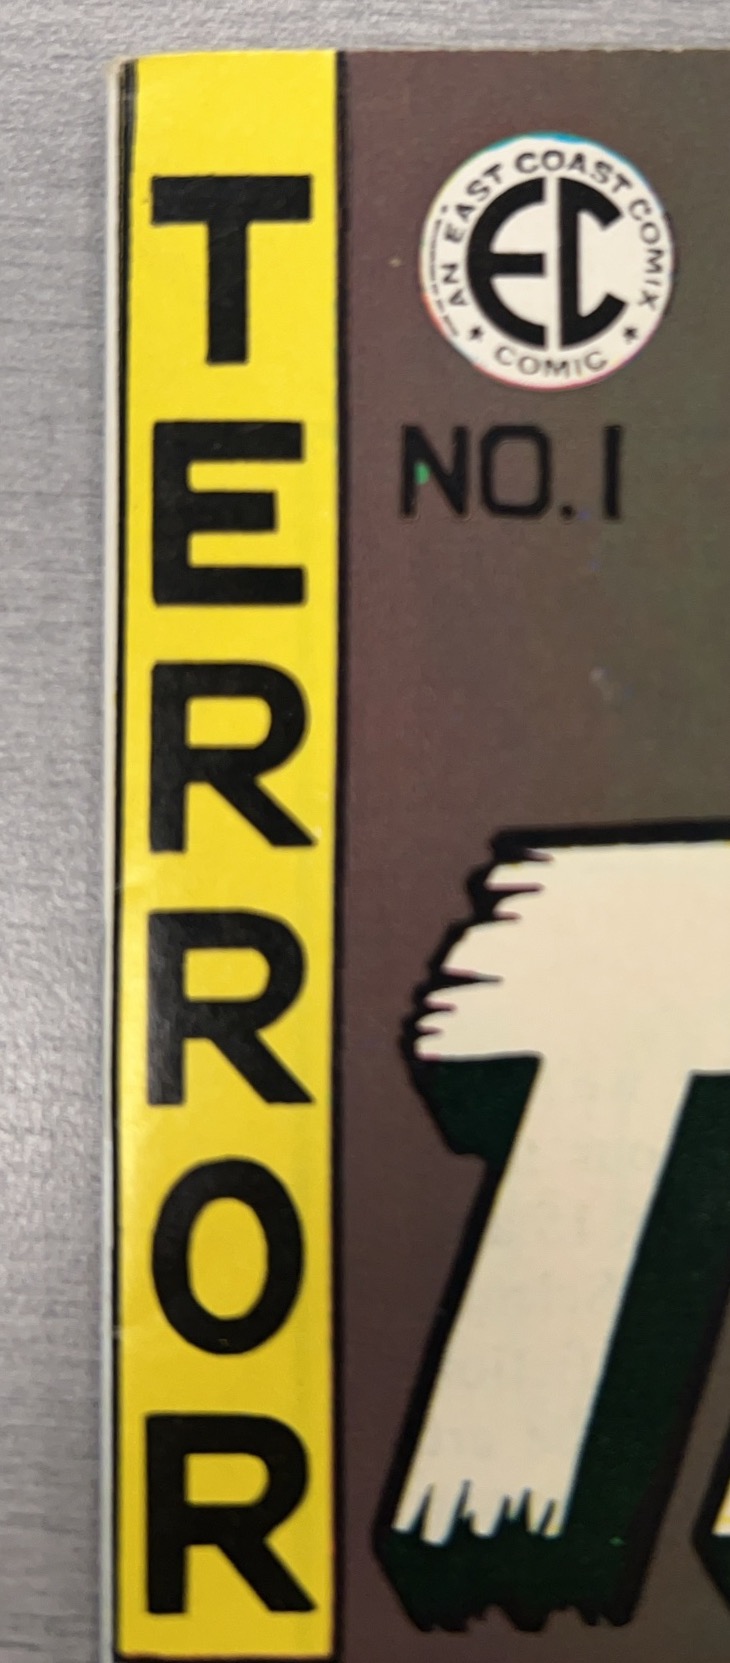 TERROR
AN EAST COAST COMIX
EC
COMIC
NO. 1
T